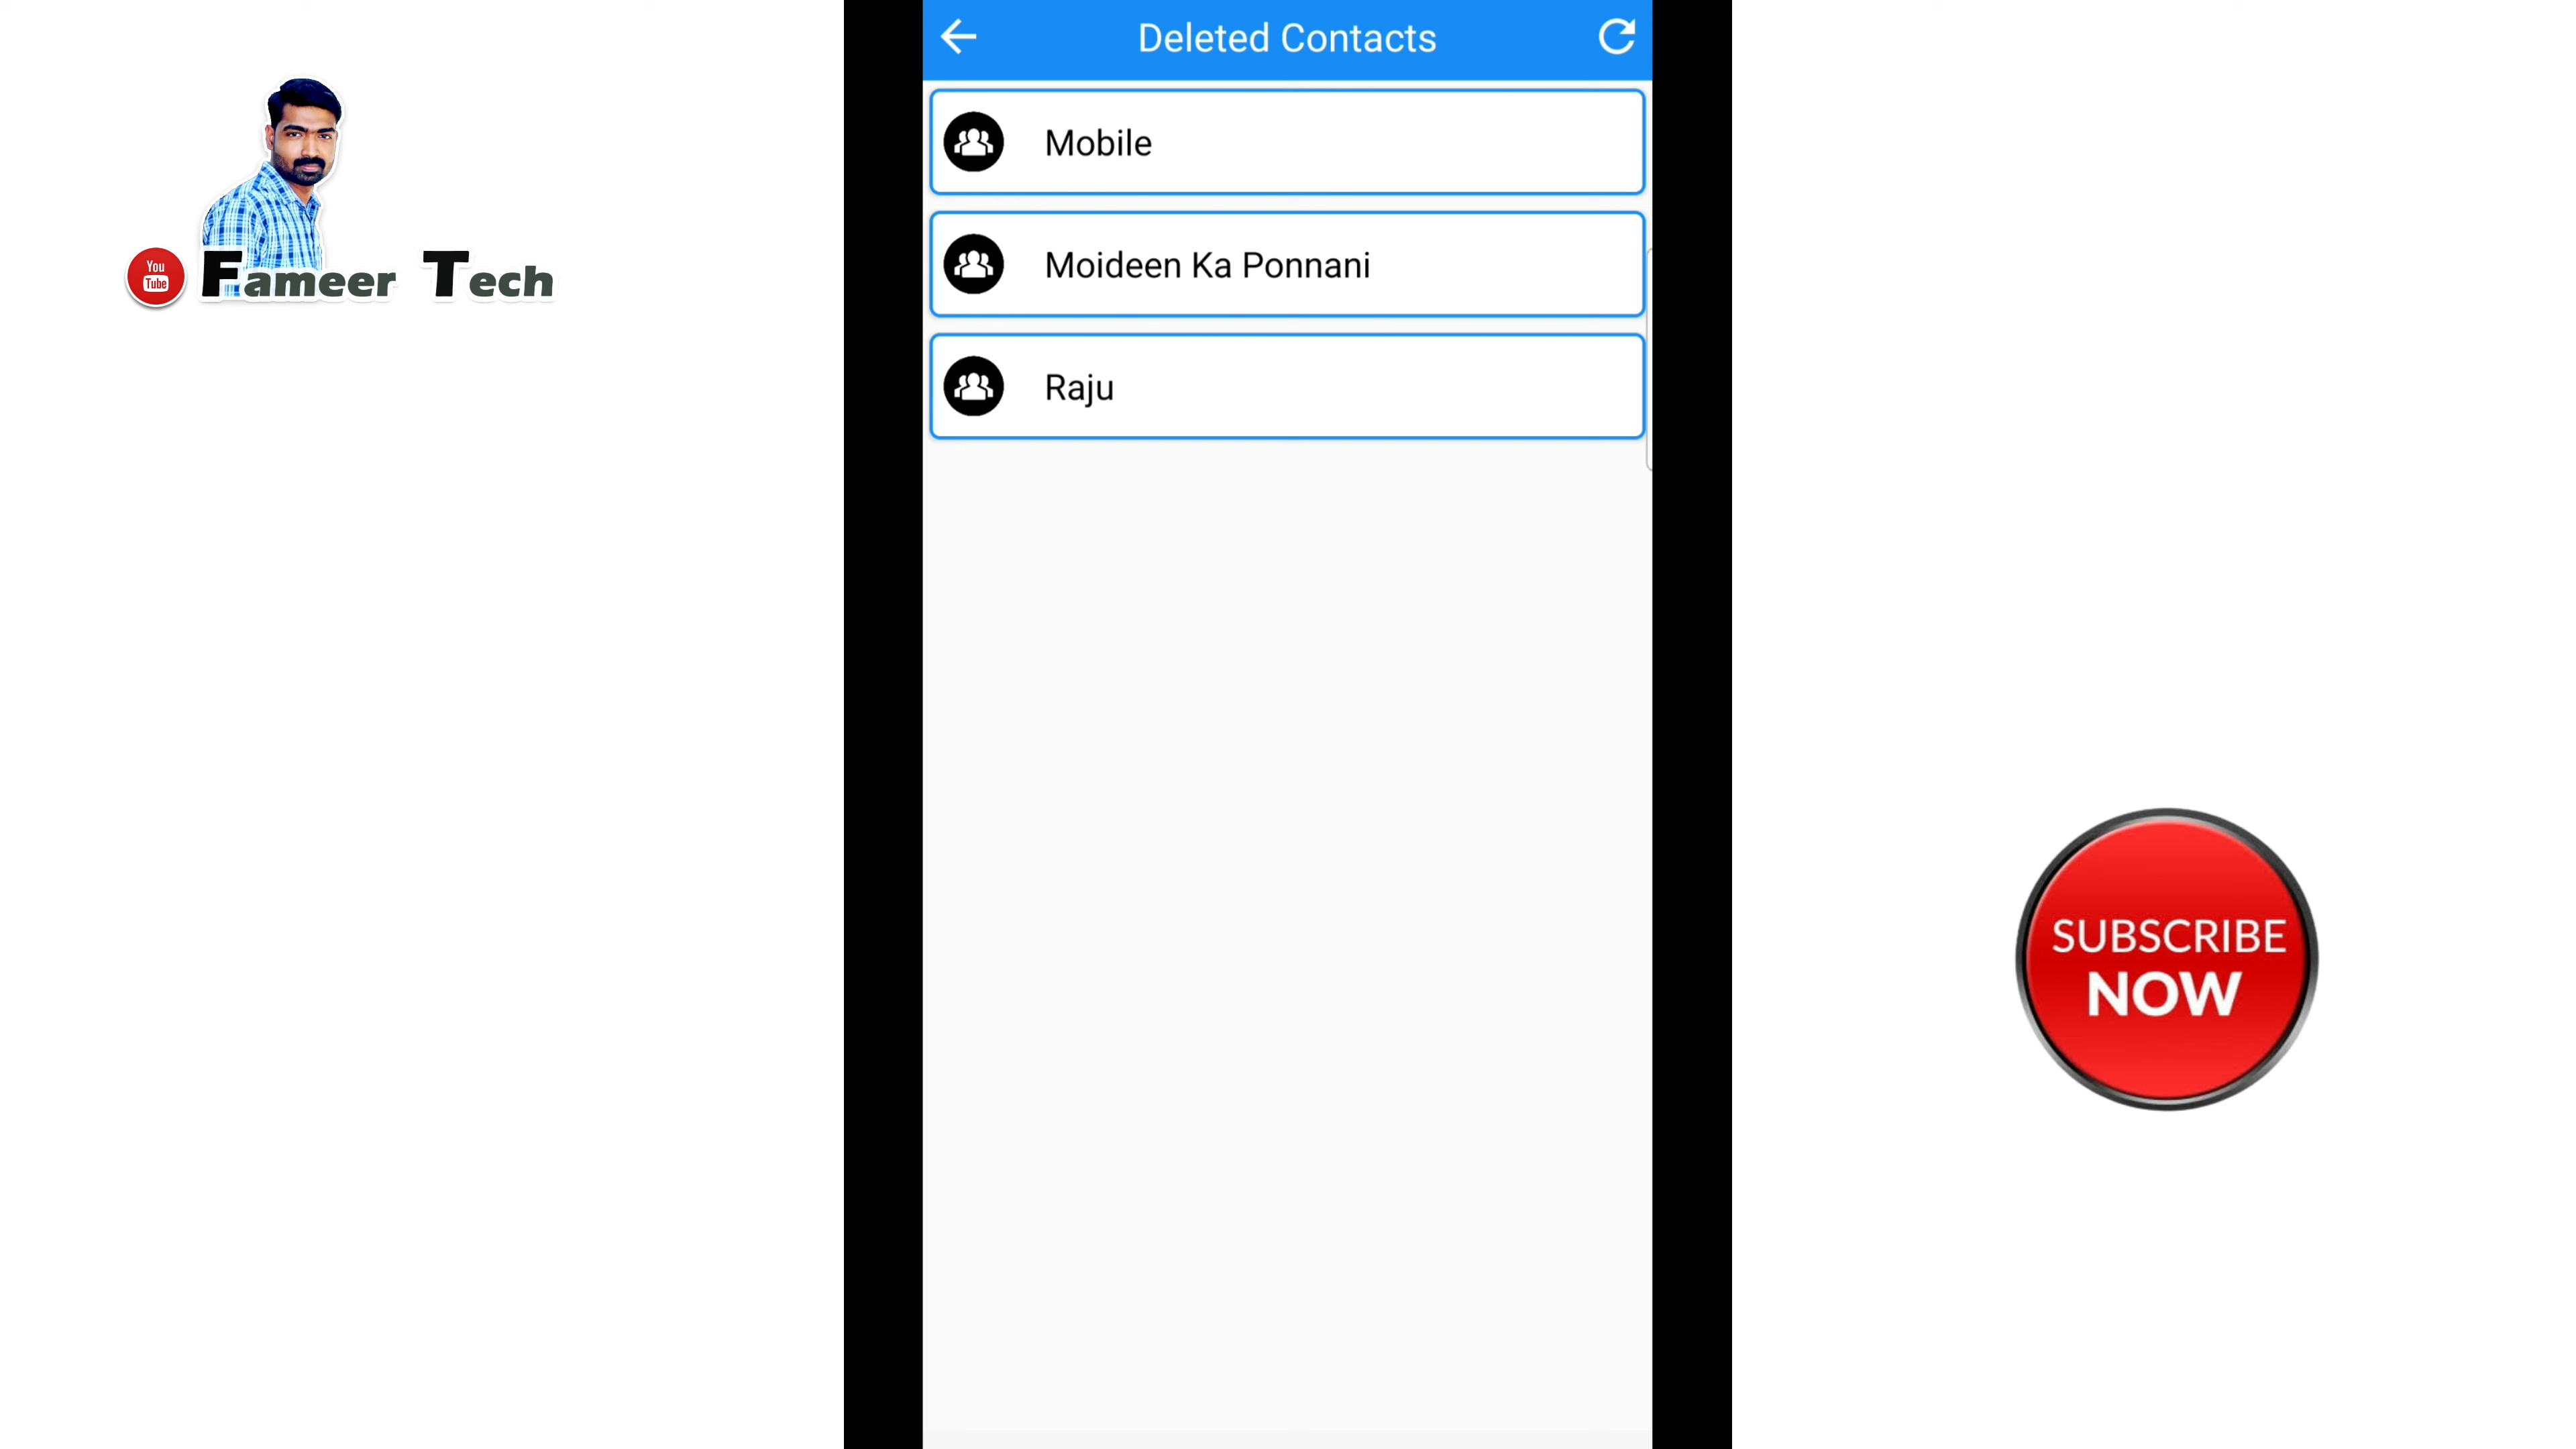 Deleted Contacts
Mobile
Moideen Ka Ponnani
Raju
You
Tube
Fameer Tech
SUBSCRIBE
NOW